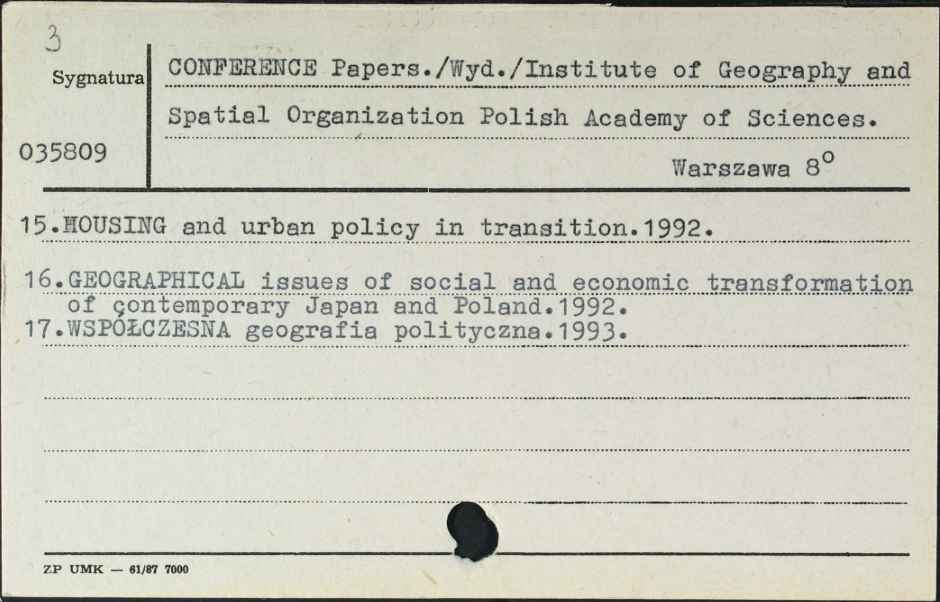 3
Sygnatura
CONFERENCE Papers./Wyd./Institute of Geography and
Spatial Organization Polish Academy of Sciences.
035809
Warszawa 8°
15.HOUSING and urban policy in transition.1992.
16.GEOGRAPHICAL issues of social and economic transformation
of contemporary Japan and Poland.1992.
17.WSPÓŁCZESNA geografia polityczna.1993.
ZP UMK — 61/87 7000